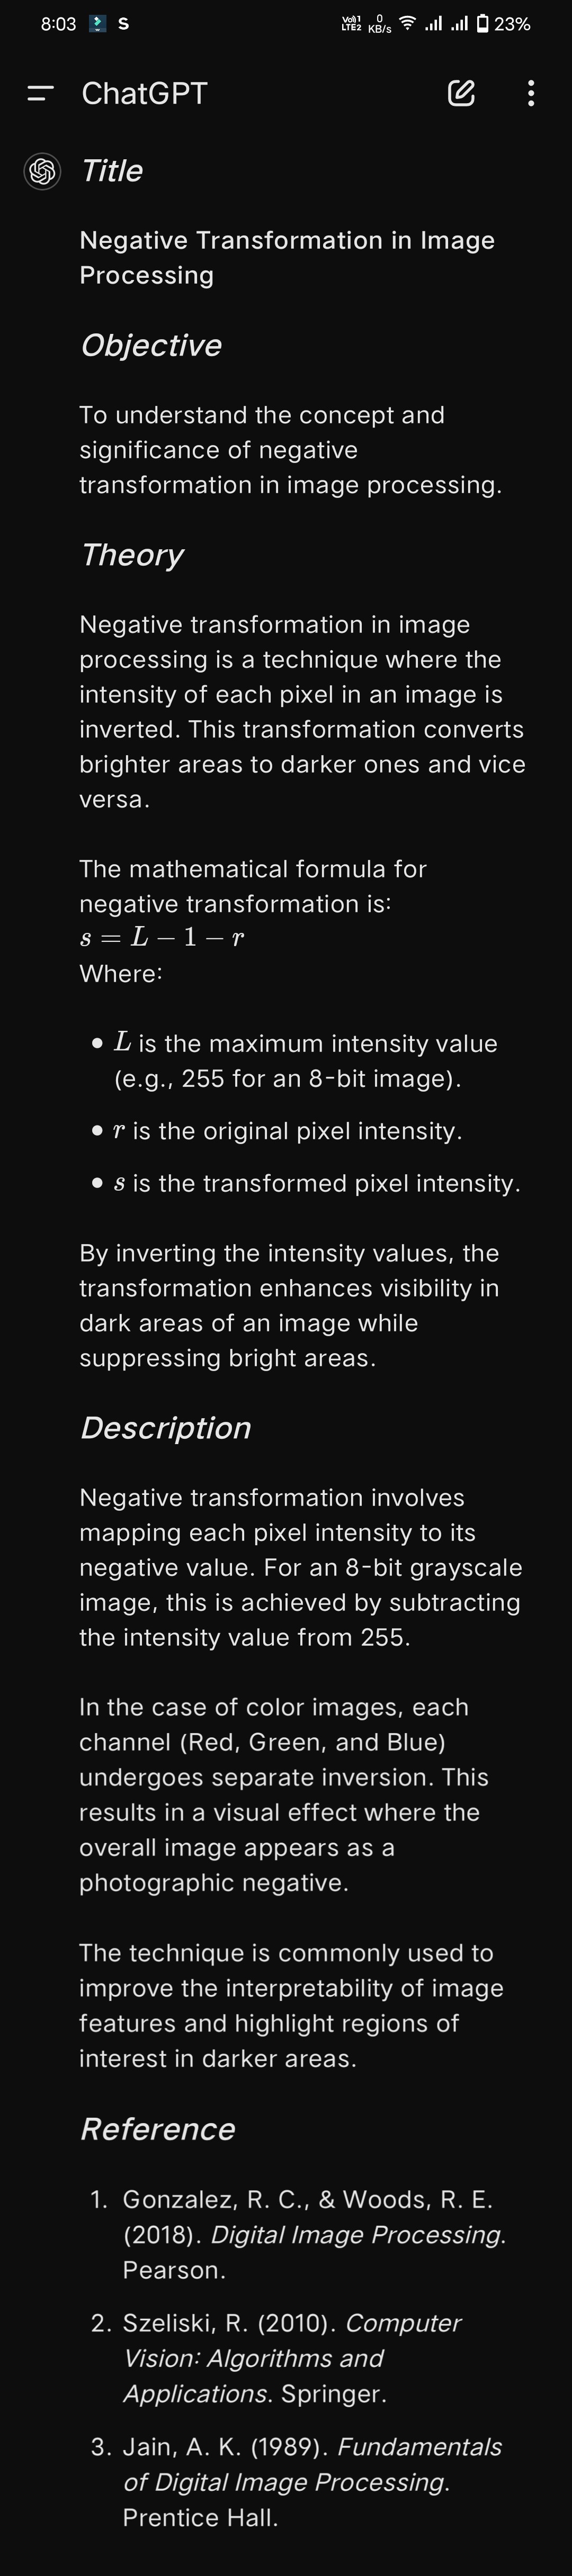 8:03 S Vo)) 1 LTE2 0 KB/s 23%
ChatGPT
Title
Negative Transformation in Image
Processing
Objective
To understand the concept and
significance of negative
transformation in image processing.
Theory
Negative transformation in image
processing is a technique where the
intensity of each pixel in an image is
inverted. This transformation converts
brighter areas to darker ones and vice
versa.
The mathematical formula for
negative transformation is:
s = L − 1 − r
Where:
• L is the maximum intensity value
(e.g., 255 for an 8-bit image).
• r is the original pixel intensity.
• s is the transformed pixel intensity.
By inverting the intensity values, the
transformation enhances visibility in
dark areas of an image while
suppressing bright areas.
Description
Negative transformation involves
mapping each pixel intensity to its
negative value. For an 8-bit grayscale
image, this is achieved by subtracting
the intensity value from 255.
In the case of color images, each
channel (Red, Green, and Blue)
undergoes separate inversion. This
results in a visual effect where the
overall image appears as a
photographic negative.
The technique is commonly used to
improve the interpretability of image
features and highlight regions of
interest in darker areas.
Reference
1. Gonzalez, R. C., & Woods, R. E.
(2018). Digital Image Processing.
Pearson.
2. Szeliski, R. (2010). Computer
Vision: Algorithms and
Applications. Springer.
3. Jain, A. K. (1989). Fundamentals
of Digital Image Processing.
Prentice Hall.